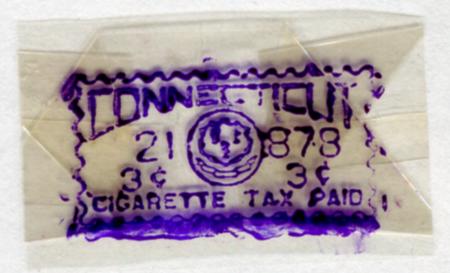 CONNECTICUT
21 878
3¢ 3¢
CIGARETTE TAX PAID